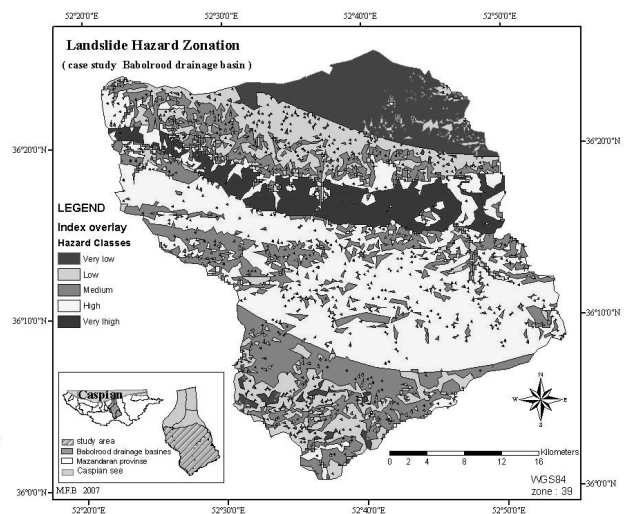 52°20'0"E 52°30'0"E 52°40'0"E 52°50'0"E
Landslide Hazard Zonation
( case study Babolrood drainage basin )
36°20'0"N 36°20'0"N
LEGEND
Index overlay
Hazard Classes
Very low
Low
Medium
High
Very lhigh
36°10'0"N 36°10'0"N
Caspian
study area
Babolrood drainage basines
Mazandaran provinse
Caspian see
N
W E
S
Kilometers
0 2 4 8 12 16
WGS84
zone : 39
M.F.B 2007
36°0'0"N 36°0'0"N
52°20'0"E 52°30'0"E 52°40'0"E 52°50'0"E